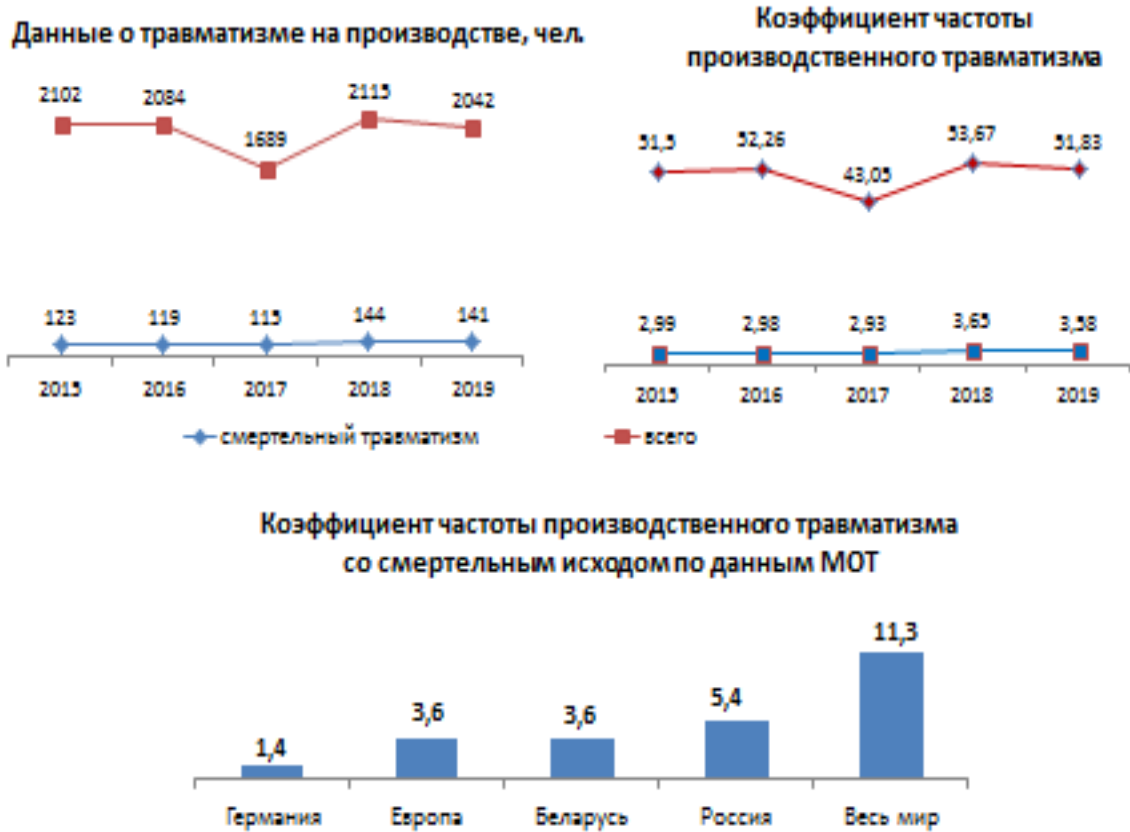 Данные о травматизме на производстве, чел.
2102
2084
1689
2115
2042
123
119
115
144
141
2015
2016
2017
2018
2019
Коэффициент частоты
производственного травматизма
51,5
52,26
43,05
53,67
51,83
2,99
2,98
2,93
3,65
3,58
2015
2016
2017
2018
2019
смертельный травматизм
всего
Коэффициент частоты производственного травматизма
со смертельным исходом по данным МОТ
1,4
3,6
3,6
5,4
11,3
Германия
Европа
Беларусь
Россия
Весь мир